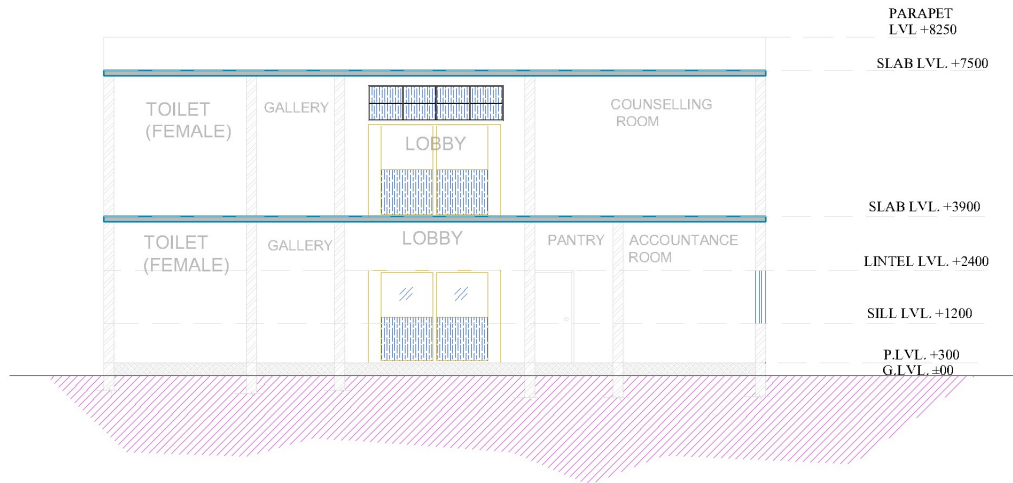 PARAPET
LVL +8250
SLAB LVL. +7500
TOILET
(FEMALE)
GALLERY
LOBBY
COUNSELLING
ROOM
SLAB LVL. +3900
TOILET
(FEMALE)
GALLERY
LOBBY
PANTRY
ACCOUNTANCE
ROOM
LINTEL LVL. +2400
SILL LVL. +1200
P.LVL. +300
G.LVL. ±00